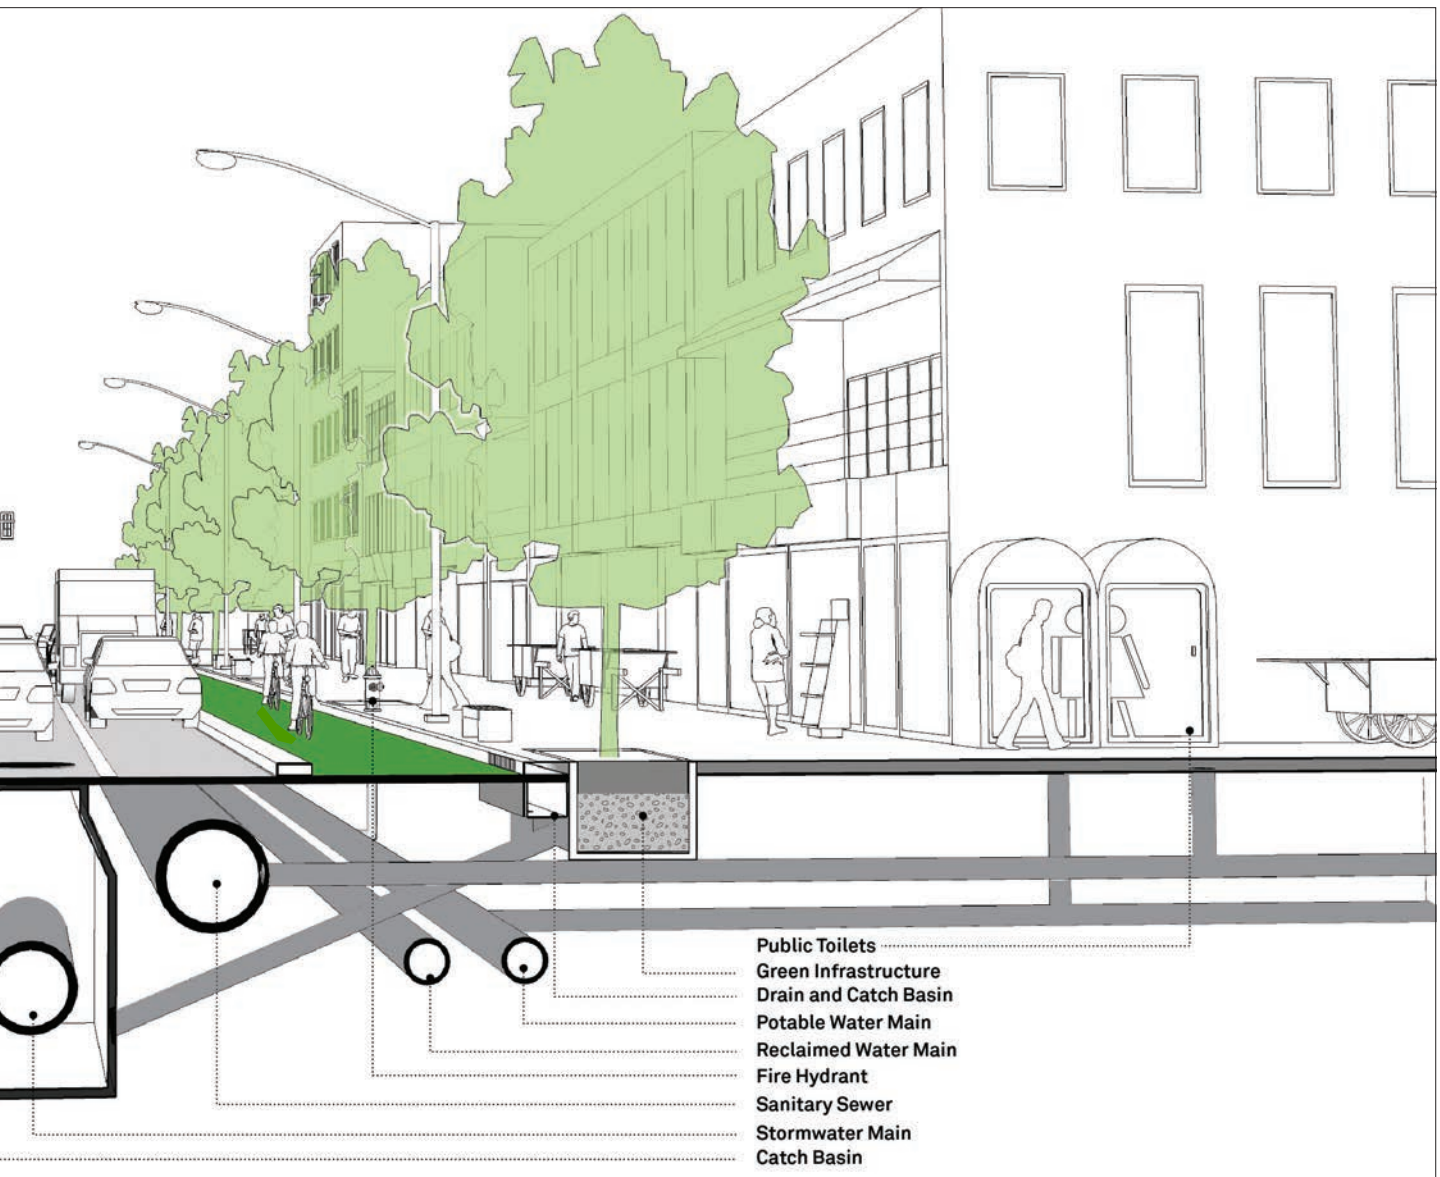 Public Toilets
Green Infrastructure
Drain and Catch Basin
Potable Water Main
Reclaimed Water Main
Fire Hydrant
Sanitary Sewer
Stormwater Main
Catch Basin